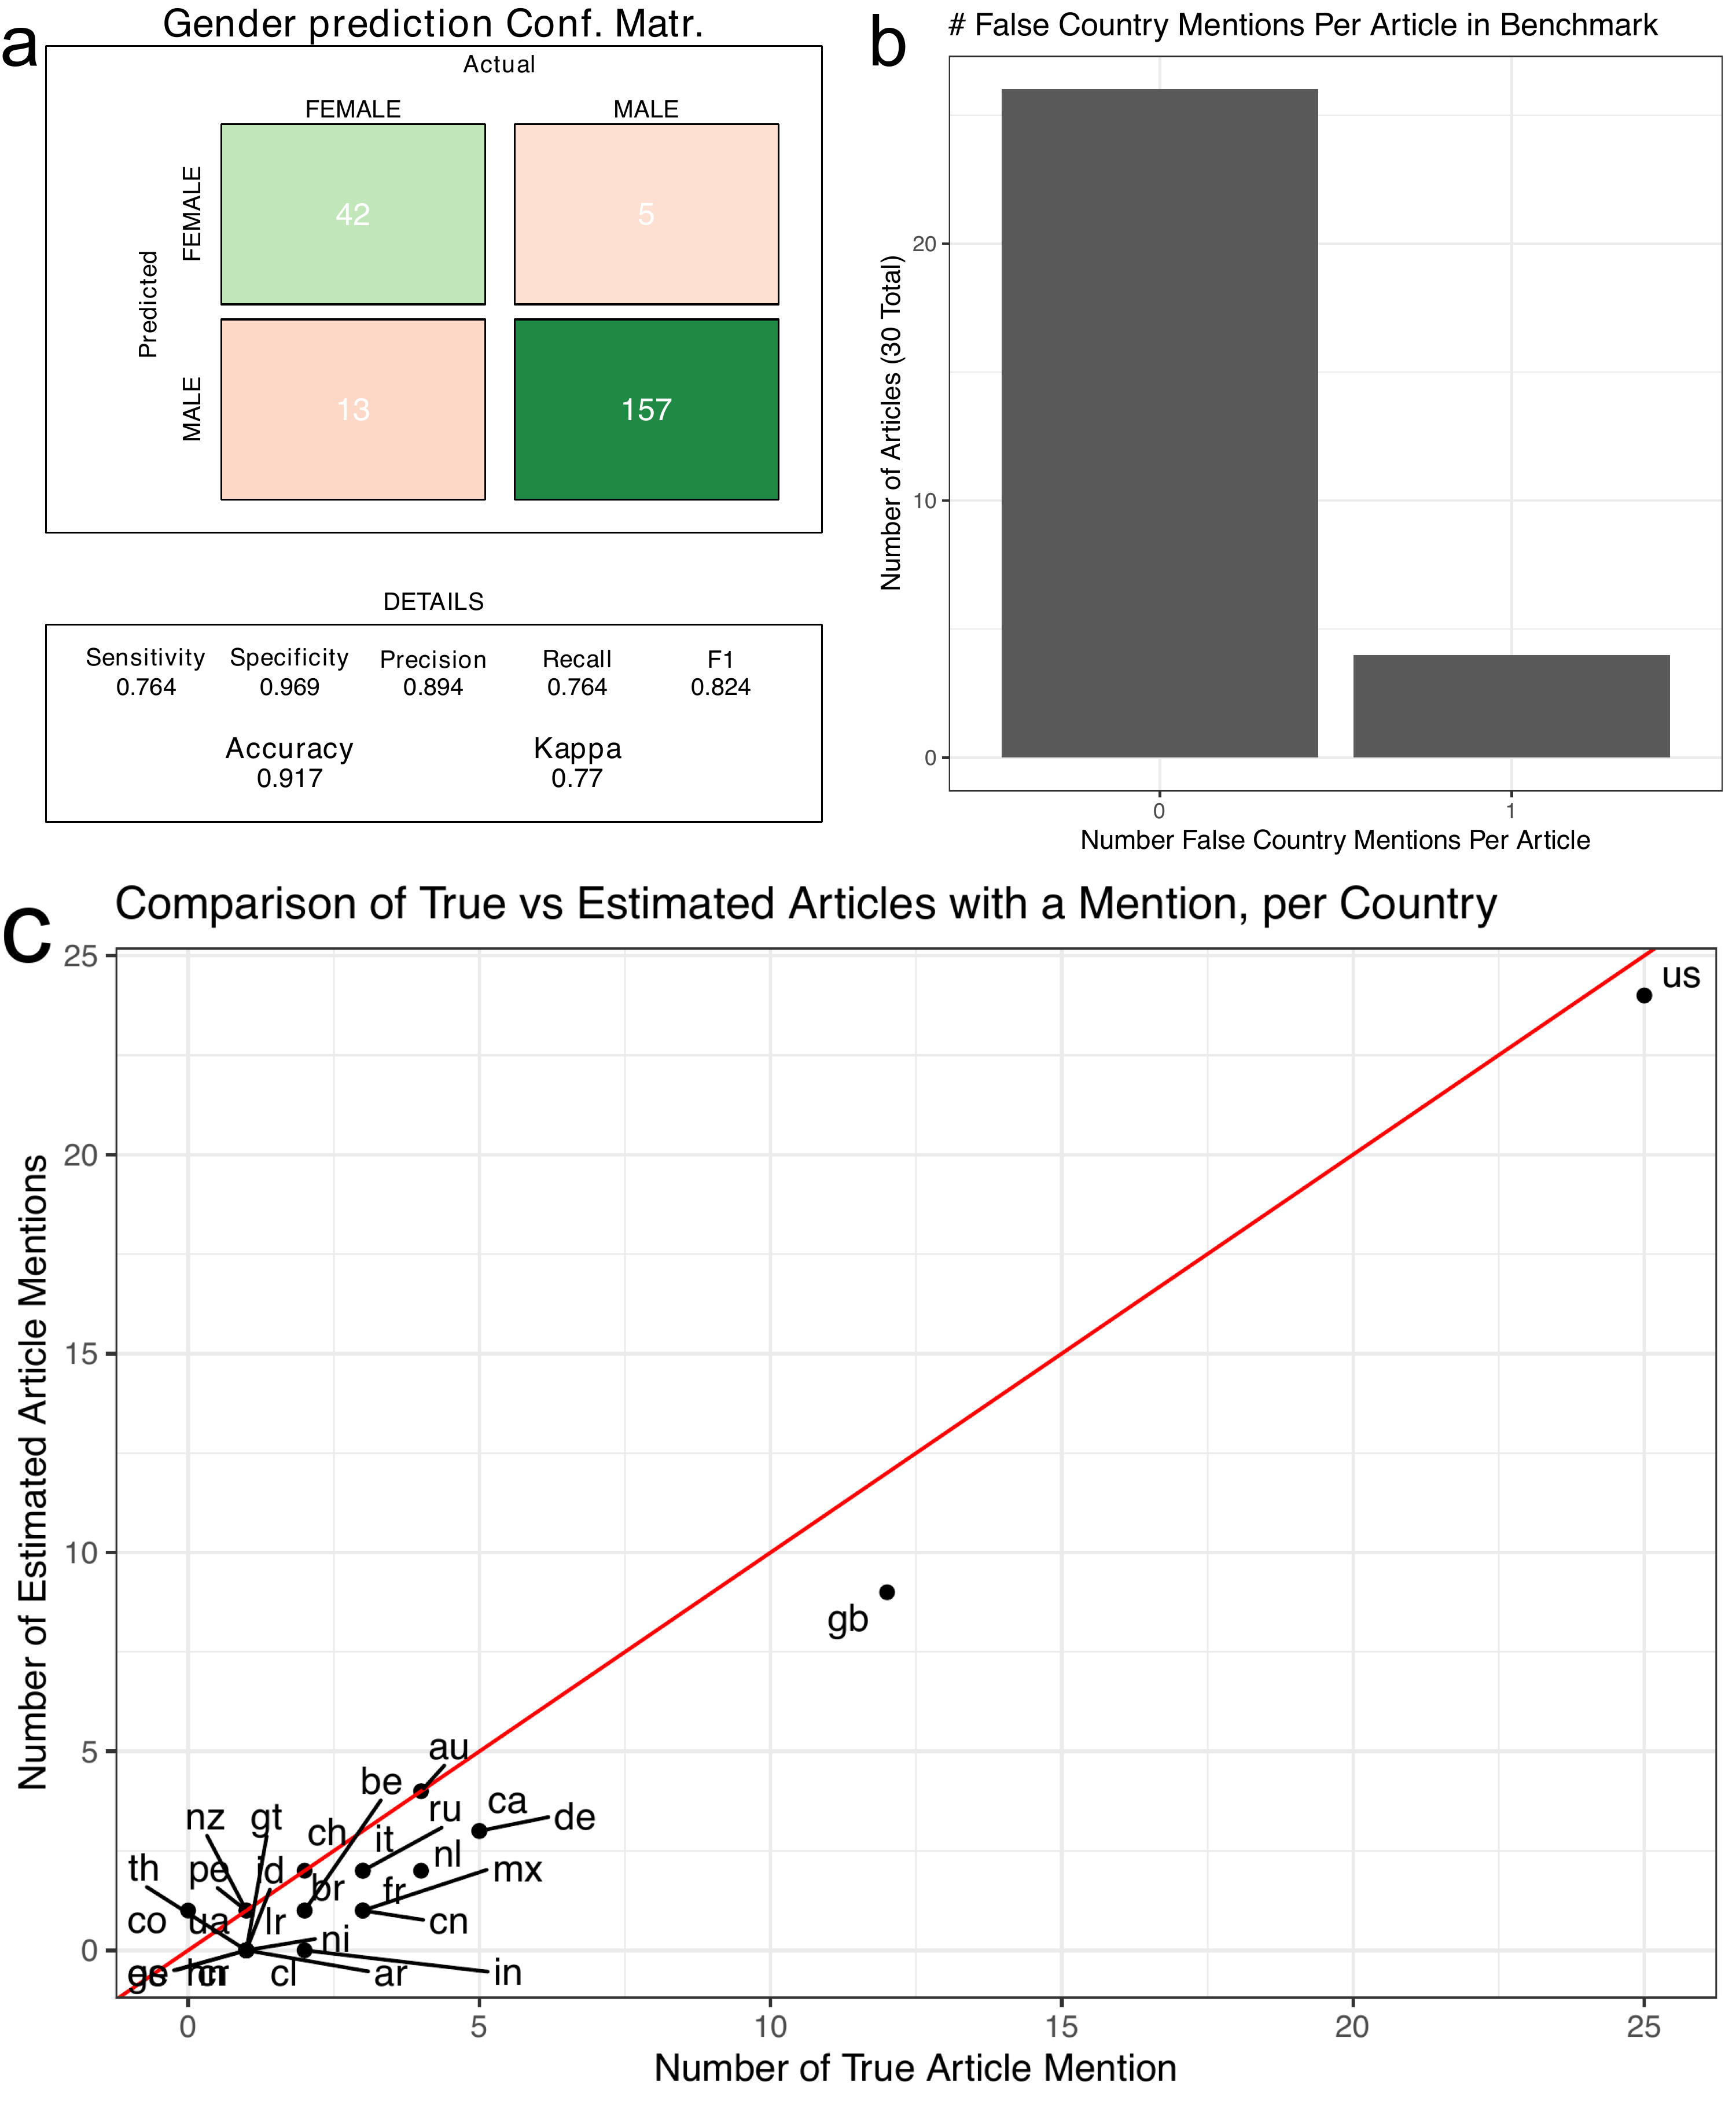 a
Gender prediction Conf. Matr.
Actual
FEMALE MALE
Predicted
FEMALE
42 5
MALE
13 157
DETAILS
Sensitivity Specificity Precision Recall F1
0.764 0.969 0.894 0.764 0.824
Accuracy Kappa
0.917 0.77
b
# False Country Mentions Per Article in Benchmark
Number of Articles (30 Total)
20
10
0
0 1
Number False Country Mentions Per Article
c
Comparison of True vs Estimated Articles with a Mention, per Country
Number of Estimated Article Mentions
25
20
15
10
5
0
us
gb
au
be
ru
ca
de
nz
gt
ch
it
nl
mx
th
pe
id
br
fr
co
ua
lr
cn
ni
cl
ar
in
0 5 10 15 20 25
Number of True Article Mention